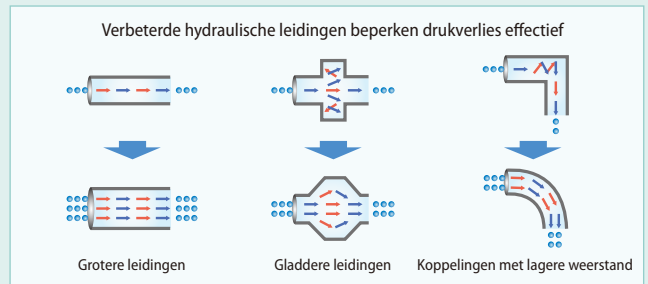 Verbeterde hydraulische leidingen beperken drukverlies effectief
Grotere leidingen
Gladdere leidingen
Koppelingen met lagere weerstand